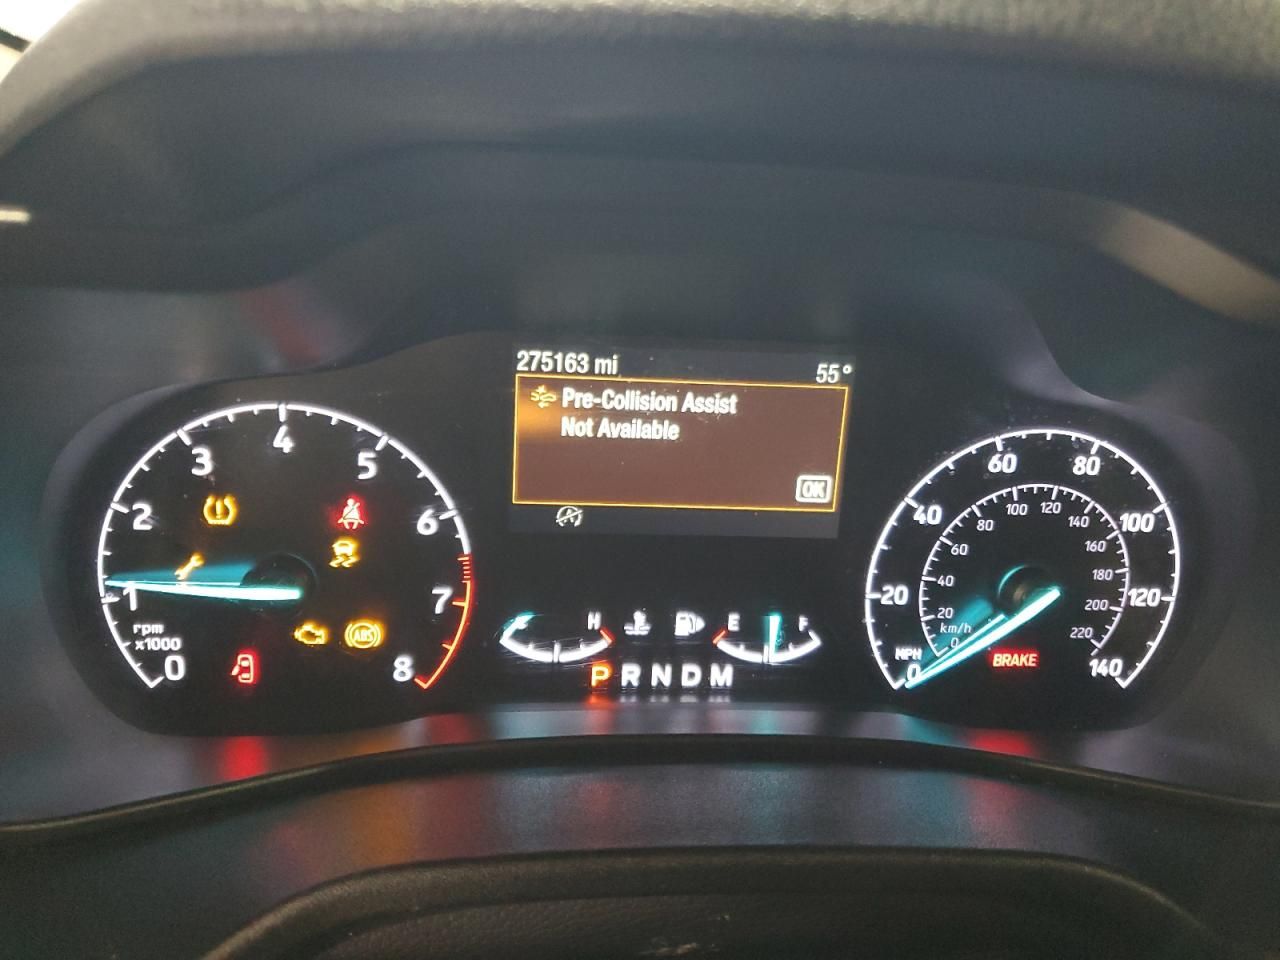 275163 mi 55°
Pre-Collision Assist
Not Available
OK
A
0 1 2 3 4 5 6 7 8
rpm
x1000
ABS
H
E F
P R N D M
0 20 40 60 80 100 120 140
MPH
0 20 40 60 80 100 120 140 160 180 200 220
km/h
BRAKE